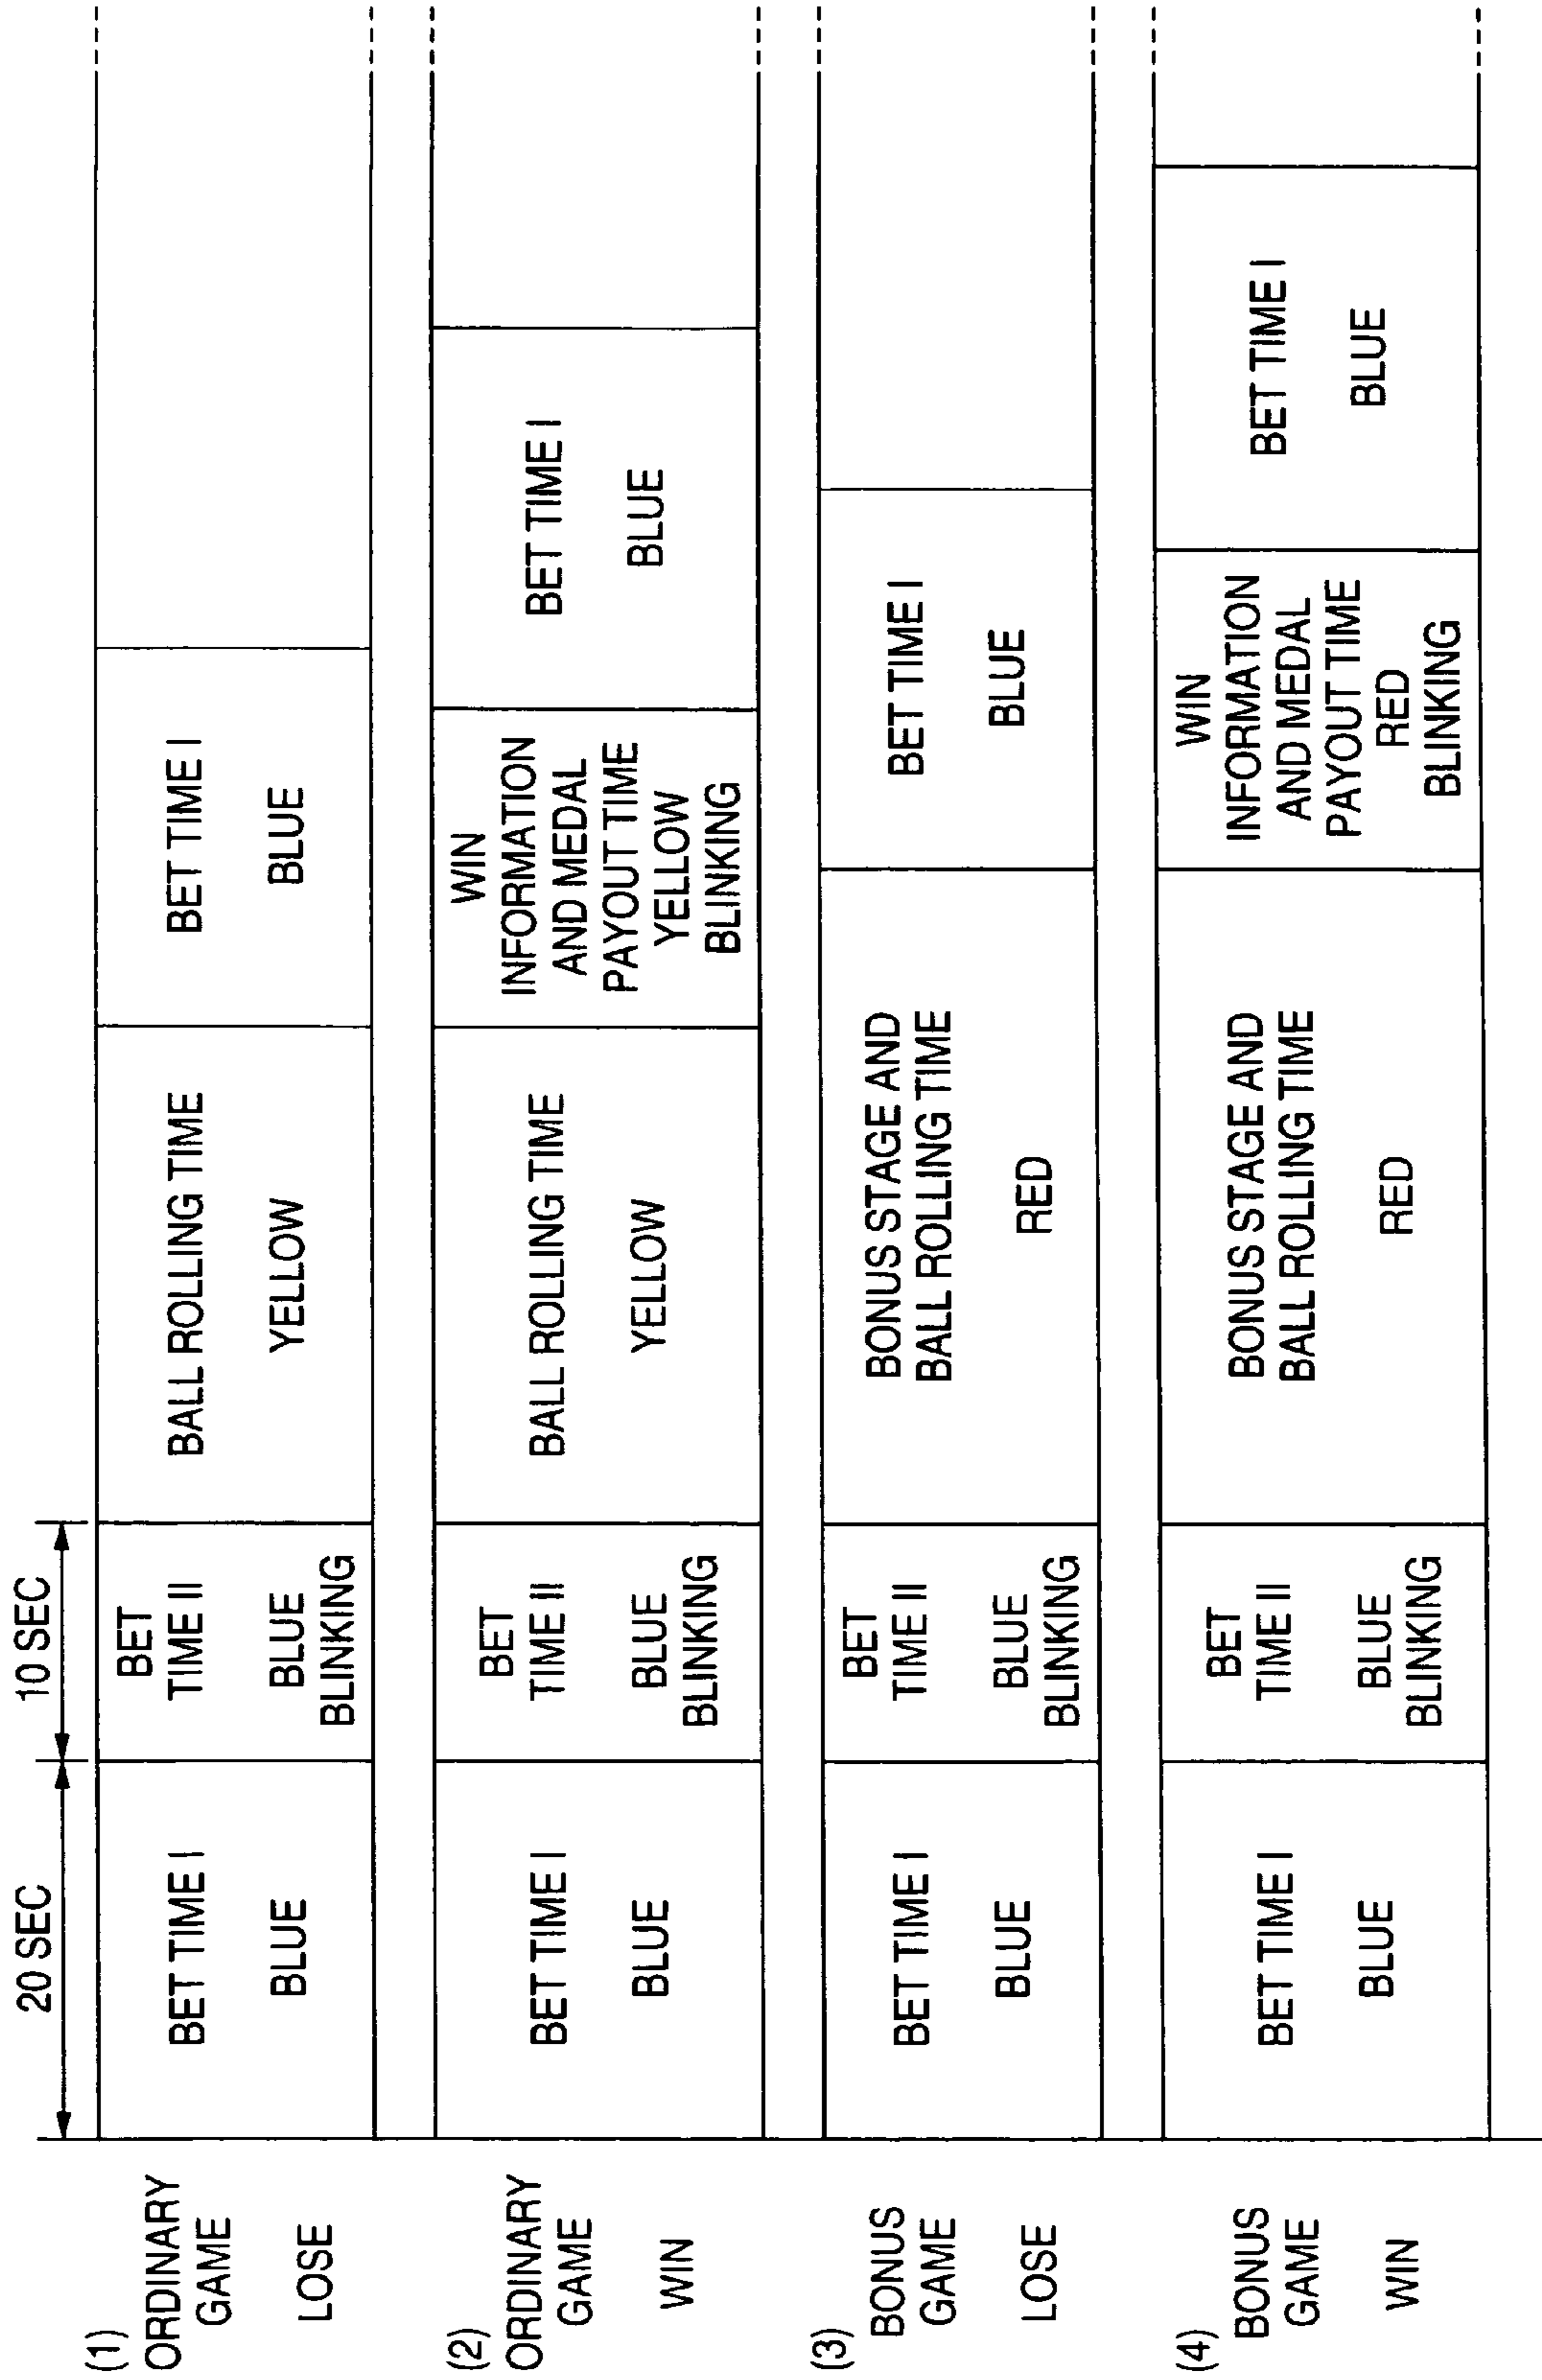 20 SEC
10 SEC
(1)
ORDINARY
GAME
LOSE
BET TIME I
BLUE
BET
TIME II
BLUE
BLINKING
BALL ROLLING TIME
YELLOW
BET TIME I
BLUE
(2)
ORDINARY
GAME
WIN
BET TIME I
BLUE
BET
TIME II
BLUE
BLINKING
BALL ROLLING TIME
YELLOW
WIN
INFORMATION
AND MEDAL
PAYOUT TIME
YELLOW
BLINKING
BET TIME I
BLUE
(3)
BONUS
GAME
LOSE
BET TIME I
BLUE
BET
TIME II
BLUE
BLINKING
BONUS STAGE AND
BALL ROLLING TIME
RED
BET TIME I
BLUE
(4)
BONUS
GAME
WIN
BET TIME I
BLUE
BET
TIME II
BLUE
BLINKING
BONUS STAGE AND
BALL ROLLING TIME
RED
WIN
INFORMATION
AND MEDAL
PAYOUT TIME
RED
BLINKING
BET TIME I
BLUE